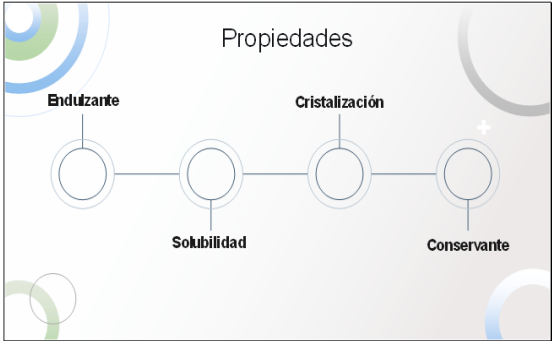 Propiedades
Endulzante
Cristalización
Solubilidad
Conservante